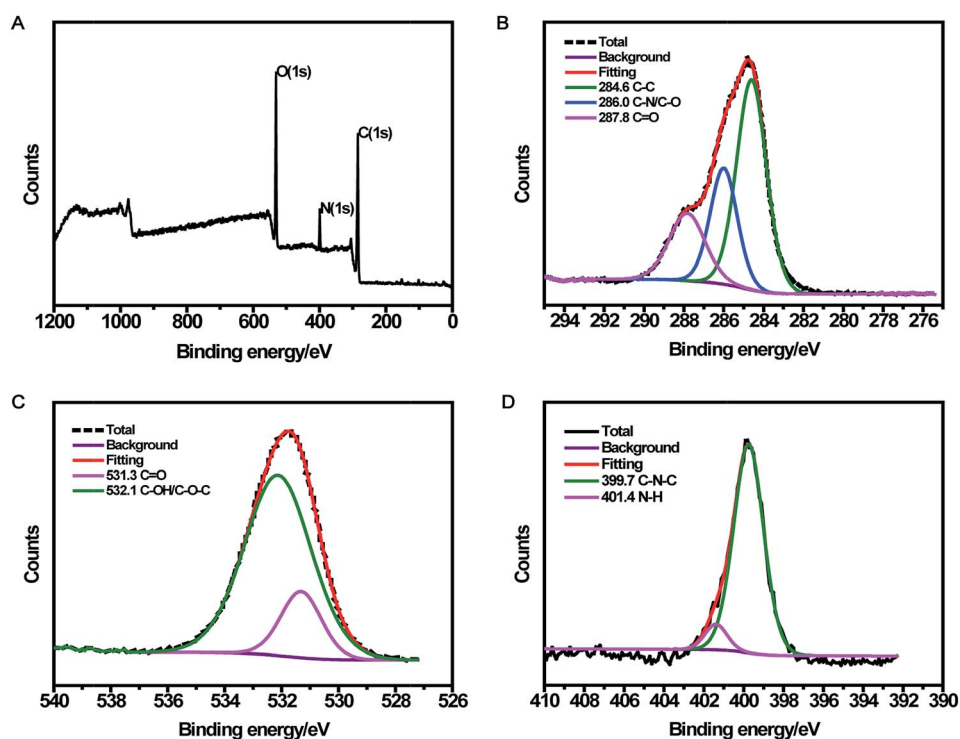 A
O(1s)
C(1s)
N(1s)
Counts
1200 1000 800 600 400 200 0
Binding energy/eV
B
Total
Background
Fitting
284.6 C-C
286.0 C-N/C-O
287.8 C=O
Counts
294 292 290 288 286 284 282 280 278 276
Binding energy/eV
C
Total
Background
Fitting
531.3 C=O
532.1 C-OH/C-O-C
Counts
540 538 536 534 532 530 528 526
Binding energy/eV
D
Total
Background
Fitting
399.7 C-N-C
401.4 N-H
Counts
410 408 406 404 402 400 398 396 394 392 390
Binding energy/eV